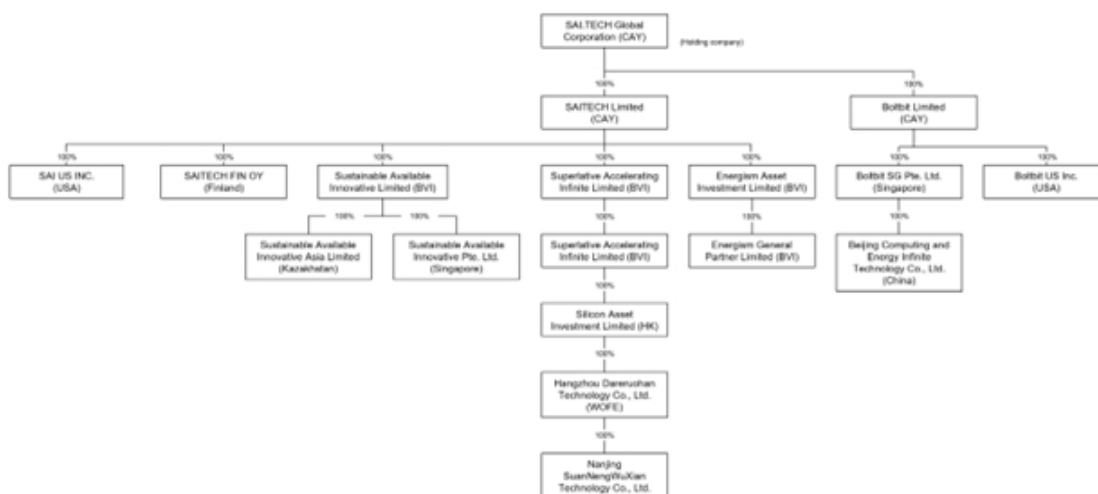 SAI.TECH Global
Corporation (CAY)
(Holding company)
100%
100%
SAITECH Limited
(CAY)
Boltbit Limited
(CAY)
100%
100%
100%
100%
100%
100%
100%
SAI US INC.
(USA)
SAITECH FIN OY
(Finland)
Sustainable Available
Innovative Limited (BVI)
Superlative Accelerating
Infinite Limited (BVI)
Energism Asset
Investment Limited (BVI)
Boltbit SG Pte. Ltd.
(Singapore)
Boltbit US Inc.
(USA)
100%
100%
100%
100%
100%
Sustainable Available
Innovative Asia Limited
(Kazakhstan)
Sustainable Available
Innovative Pte. Ltd.
(Singapore)
Superlative Accelerating
Infinite Limited (BVI)
Energism General
Partner Limited (BVI)
Beijing Computing and
Energy Infinite
Technology Co., Ltd.
(China)
100%
Silicon Asset
Investment Limited (HK)
100%
Hangzhou Dareruohan
Technology Co., Ltd.
(WOFE)
100%
Nanjing
SuanNengWuXian
Technology Co., Ltd.